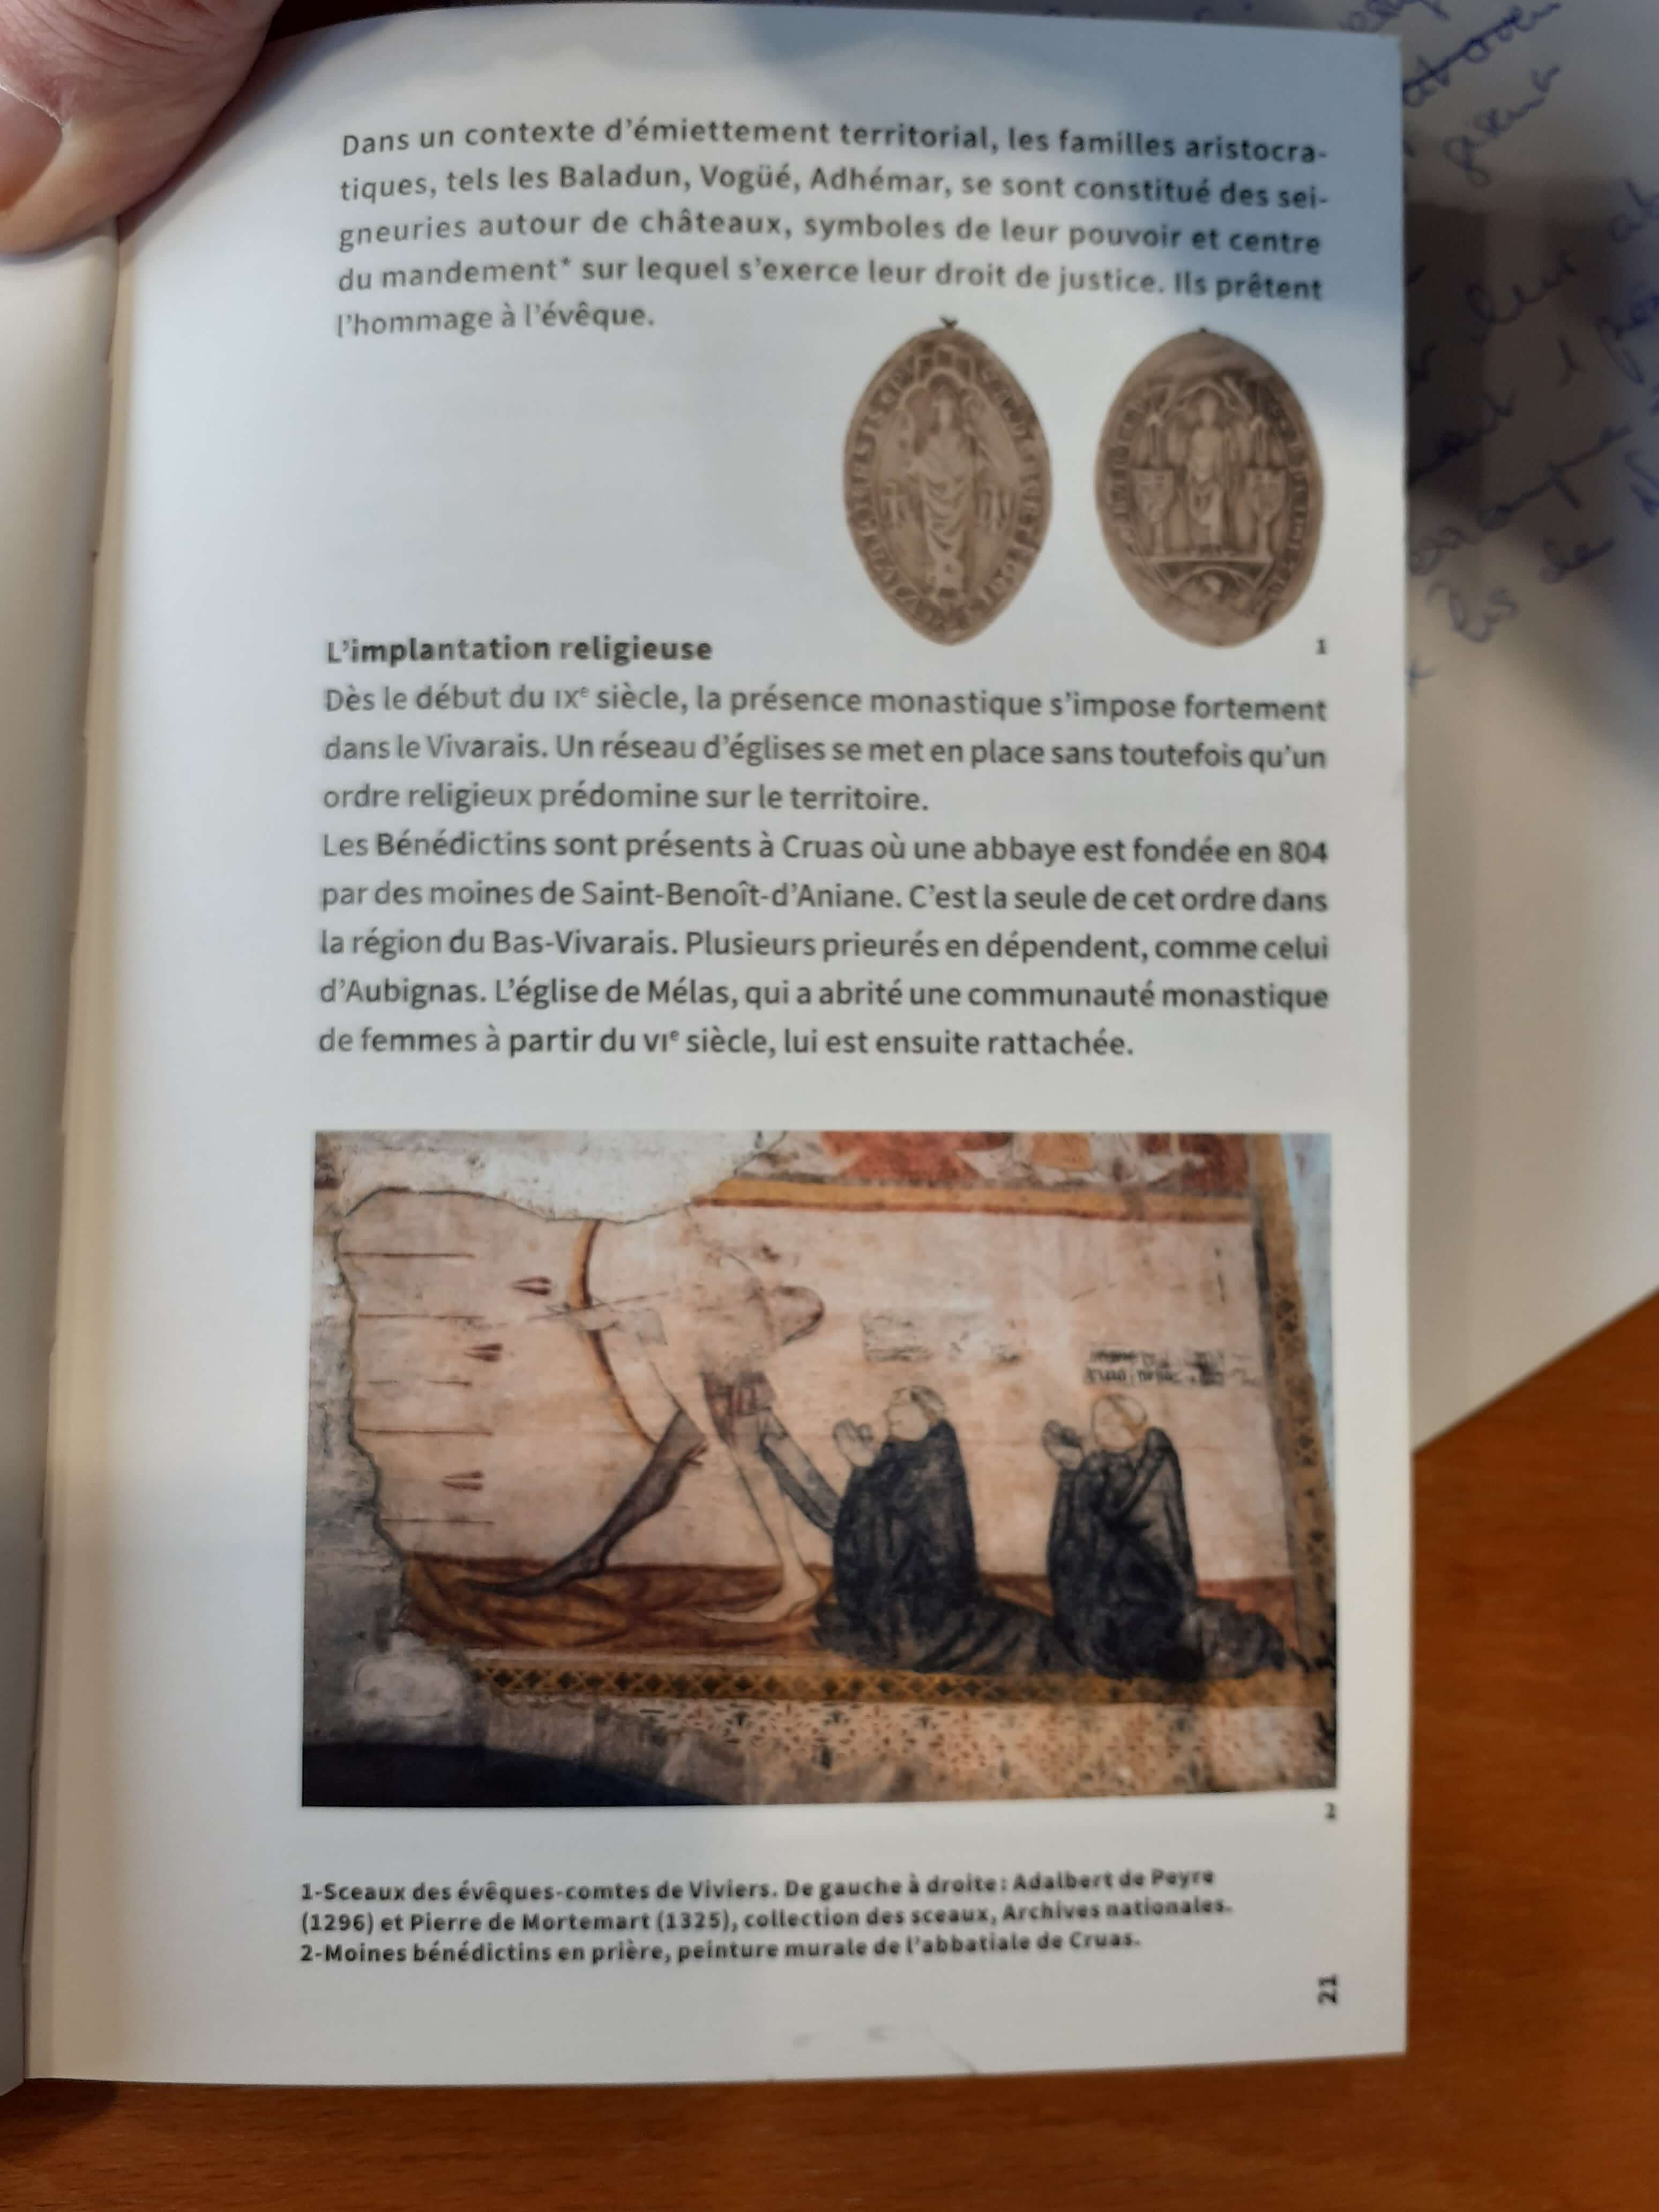 Dans un contexte d'émiettement territorial, les familles aristocra-
tiques, tels les Baladun, Vogüé, Adhémar, se sont constitué des sei-
gneuries autour de châteaux, symboles de leur pouvoir et centre
du mandement* sur lequel s'exerce leur droit de justice. Ils prêtent
l'hommage à l'évêque.
1
L'implantation religieuse
Dès le début du IXe siècle, la présence monastique s'impose fortement
dans le Vivarais. Un réseau d'églises se met en place sans toutefois qu'un
ordre religieux prédomine sur le territoire.
Les Bénédictins sont présents à Cruas où une abbaye est fondée en 804
par des moines de Saint-Benoît-d'Aniane. C'est la seule de cet ordre dans
la région du Bas-Vivarais. Plusieurs prieurés en dépendent, comme celui
d'Aubignas. L'église de Mélas, qui a abrité une communauté monastique
de femmes à partir du VIe siècle, lui est ensuite rattachée.
2
1-Sceaux des évêques-comtes de Viviers. De gauche à droite : Adalbert de Peyre
(1296) et Pierre de Mortemart (1325), collection des sceaux, Archives nationales.
2-Moines bénédictins en prière, peinture murale de l'abbatiale de Cruas.
21